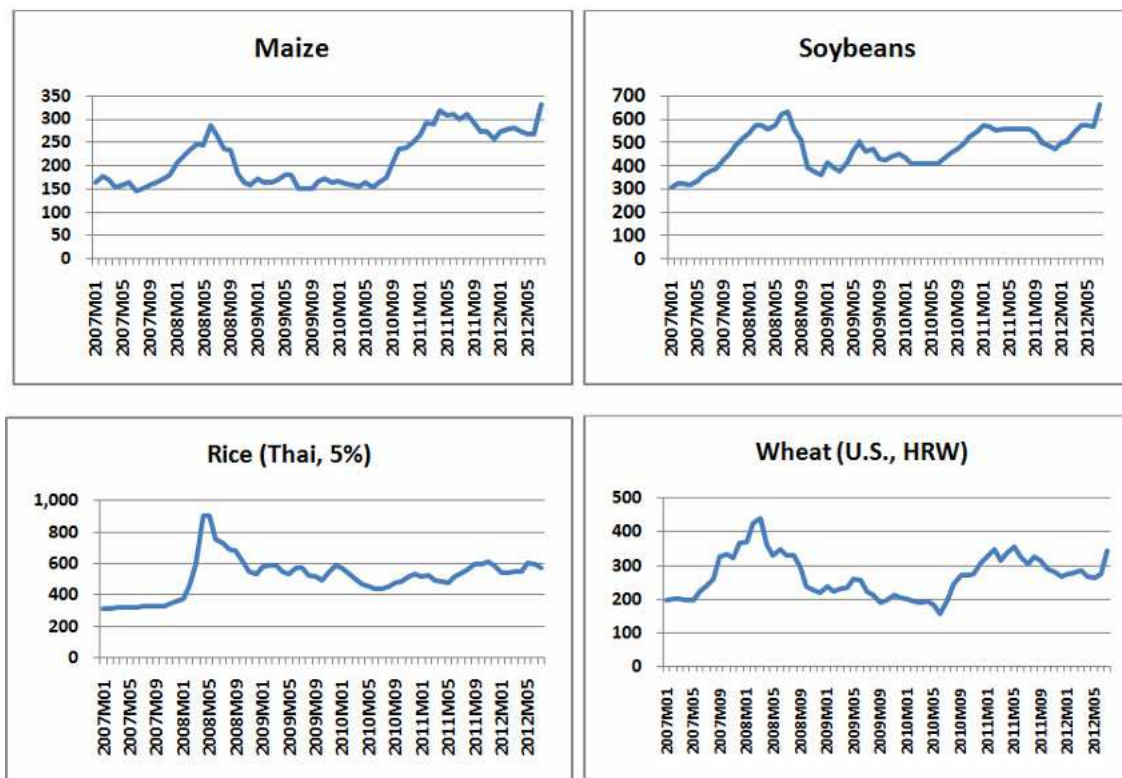 Maize
350
300
250
200
150
100
50
0
2007M01
2007M05
2007M09
2008M01
2008M05
2008M09
2009M01
2009M05
2009M09
2010M01
2010M05
2010M09
2011M01
2011M05
2011M09
2012M01
2012M05
Soybeans
700
600
500
400
300
200
100
0
2007M01
2007M05
2007M09
2008M01
2008M05
2008M09
2009M01
2009M05
2009M09
2010M01
2010M05
2010M09
2011M01
2011M05
2011M09
2012M01
2012M05
Rice (Thai, 5%)
1,000
800
600
400
200
0
2007M01
2007M05
2007M09
2008M01
2008M05
2008M09
2009M01
2009M05
2009M09
2010M01
2010M05
2010M09
2011M01
2011M05
2011M09
2012M01
2012M05
Wheat (U.S., HRW)
500
400
300
200
100
0
2007M01
2007M05
2007M09
2008M01
2008M05
2008M09
2009M01
2009M05
2009M09
2010M01
2010M05
2010M09
2011M01
2011M05
2011M09
2012M01
2012M05